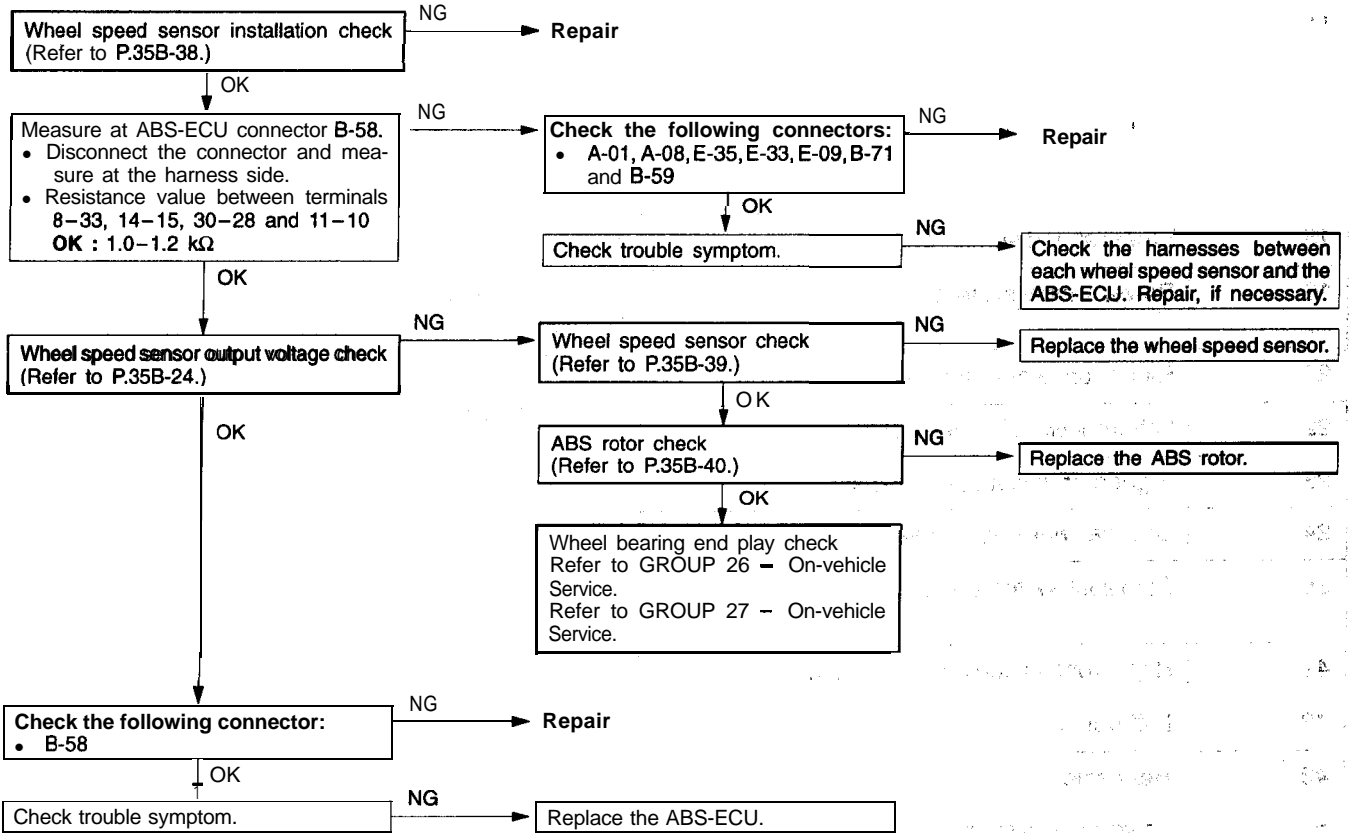 Wheel speed sensor installation check
(Refer to P.35B-38.)
NG
Repair
OK
Measure at ABS-ECU connector B-58.
• Disconnect the connector and mea-
sure at the harness side.
• Resistance value between terminals
8–33, 14–15, 30–28 and 11–10
OK : 1.0–1.2 kΩ
NG
Check the following connectors:
• A-01, A-08, E-35, E-33, E-09, B-71
and B-59
NG
Repair
OK
Check trouble symptom.
NG
Check the harnesses between
each wheel speed sensor and the
ABS-ECU. Repair, if necessary.
OK
Wheel speed sensor output voltage check
(Refer to P.35B-24.)
NG
Wheel speed sensor check
(Refer to P.35B-39.)
NG
Replace the wheel speed sensor.
OK
ABS rotor check
(Refer to P.35B-40.)
NG
Replace the ABS rotor.
OK
Wheel bearing end play check
Refer to GROUP 26 – On-vehicle
Service.
Refer to GROUP 27 – On-vehicle
Service.
OK
Check the following connector:
• B-58
NG
Repair
OK
Check trouble symptom.
NG
Replace the ABS-ECU.